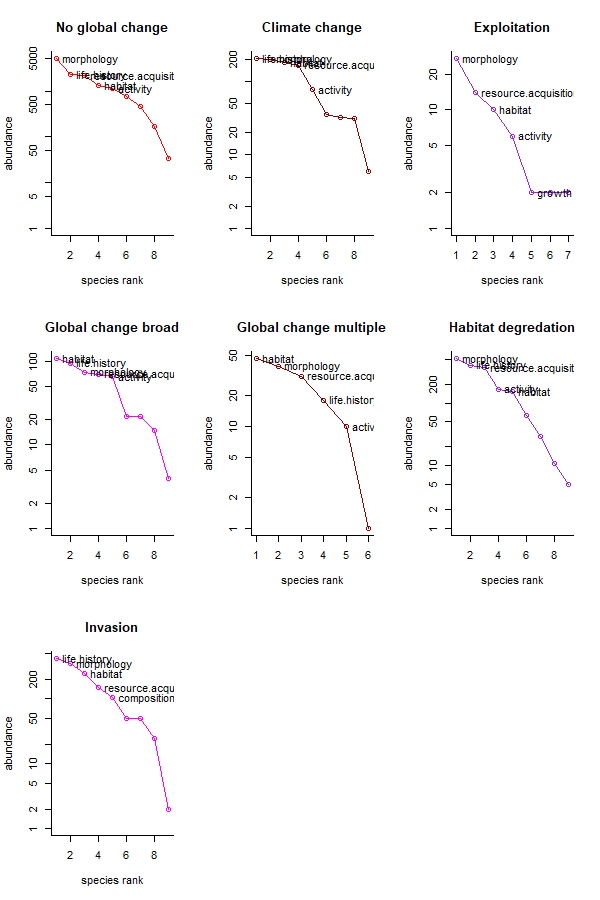 No global change
Climate change
Exploitation
abundance
5000
500
50
5
1
morphology
life.history
resource.acquisit
habitat
activity
2
4
6
8
species rank
abundance
200
50
20
10
5
2
1
life.history
morphology
habitat
resource.acqu
activity
2
4
6
8
species rank
abundance
20
10
5
2
1
morphology
resource.acquisitio
habitat
activity
growth
1
2
3
4
5
6
7
species rank
Global change broad
Global change multiple
Habitat degredation
abundance
100
50
20
10
5
2
1
habitat
life.history
morphology
resource.acqu
activity
2
4
6
8
species rank
abundance
50
20
10
5
2
1
habitat
morphology
resource.acqu
life.histor
activ
1
2
3
4
5
6
species rank
abundance
200
50
10
5
2
1
morphology
life.history
resource.acquisit
activity
habitat
2
4
6
8
species rank
Invasion
abundance
200
50
10
5
2
1
life.history
morphology
habitat
resource.acqu
composition
2
4
6
8
species rank